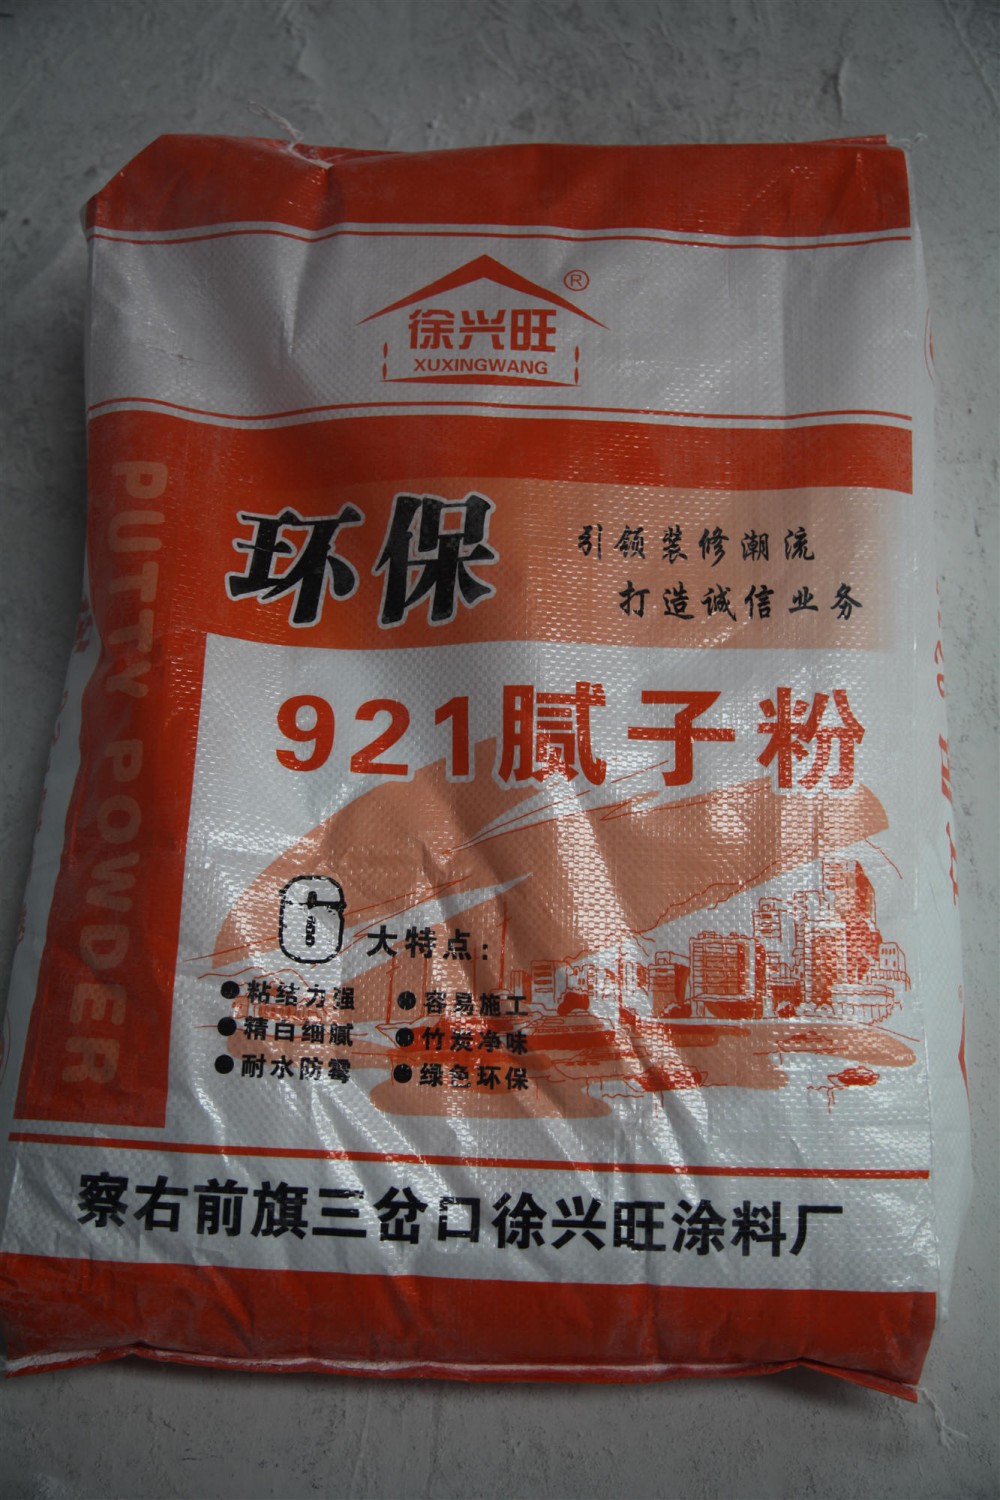 徐兴旺®
XUXINGWANG
PUTTY POWDER
环保
引领装修潮流
打造诚信业务
921腻子粉
6大特点：
●粘结力强 ●容易施工
●精白细腻 ●竹炭净味
●耐水防霉 ●绿色环保
察右前旗三岔口徐兴旺涂料厂